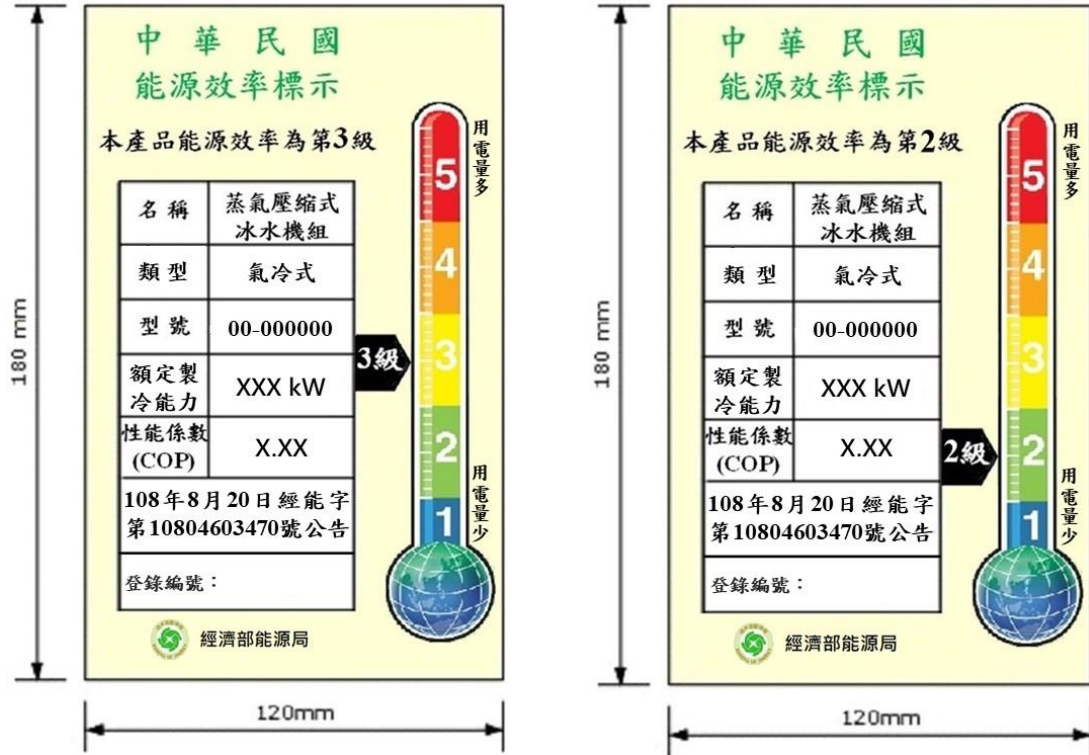 中華民國
能源效率標示
本產品能源效率為第3級
名稱
蒸氣壓縮式
冰水機組
類型
氣冷式
型號
00-000000
額定製
冷能力
XXX kW
性能係數
(COP)
X.XX
108年8月20日經能字
第10804603470號公告
登錄編號：
經濟部能源局
3級
用電量多
5
4
3
2
1
用電量少
180 mm
120mm
中華民國
能源效率標示
本產品能源效率為第2級
名稱
蒸氣壓縮式
冰水機組
類型
氣冷式
型號
00-000000
額定製
冷能力
XXX kW
性能係數
(COP)
X.XX
108年8月20日經能字
第10804603470號公告
登錄編號：
經濟部能源局
2級
用電量多
5
4
3
2
1
用電量少
180 mm
120mm